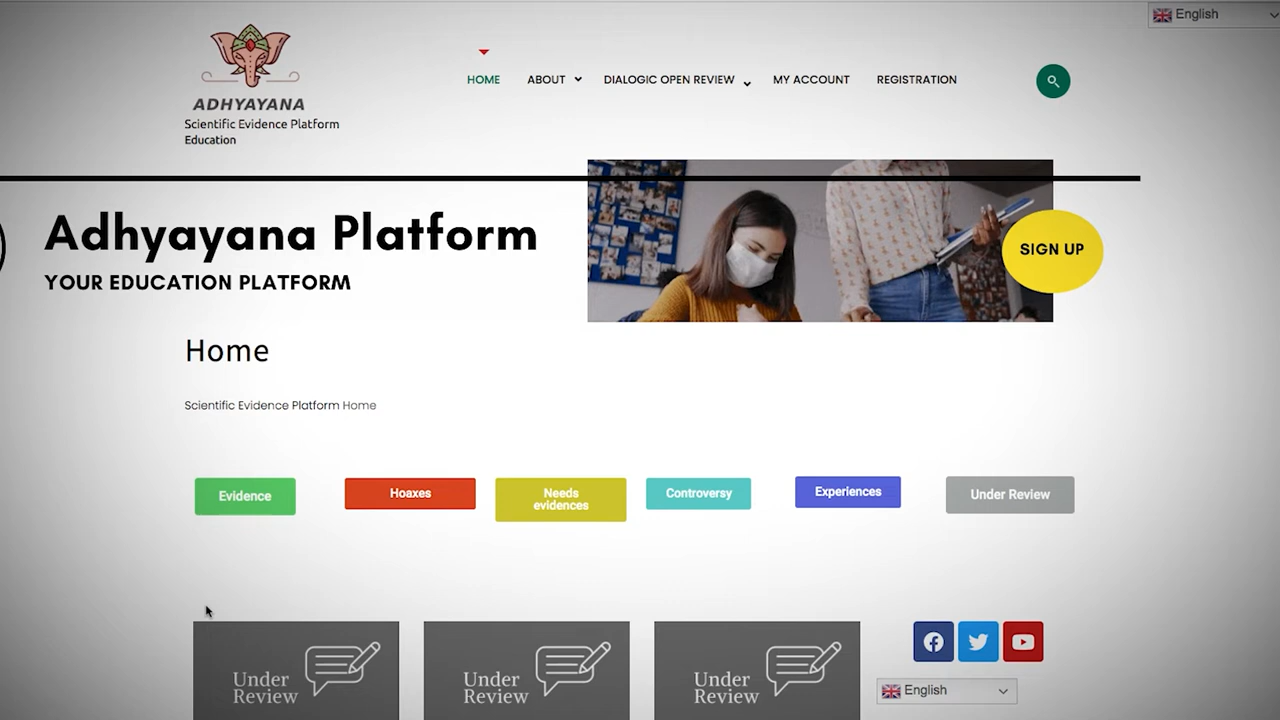 English
ADHYAYANA
Scientific Evidence Platform
Education
HOME ABOUT DIALOGIC OPEN REVIEW MY ACCOUNT REGISTRATION
Adhyayana Platform
YOUR EDUCATION PLATFORM
SIGN UP
Home
Scientific Evidence Platform Home
Evidence
Hoaxes
Needs
evidences
Controversy
Experiences
Under Review
Under
Review
Under
Review
Under
Review
English